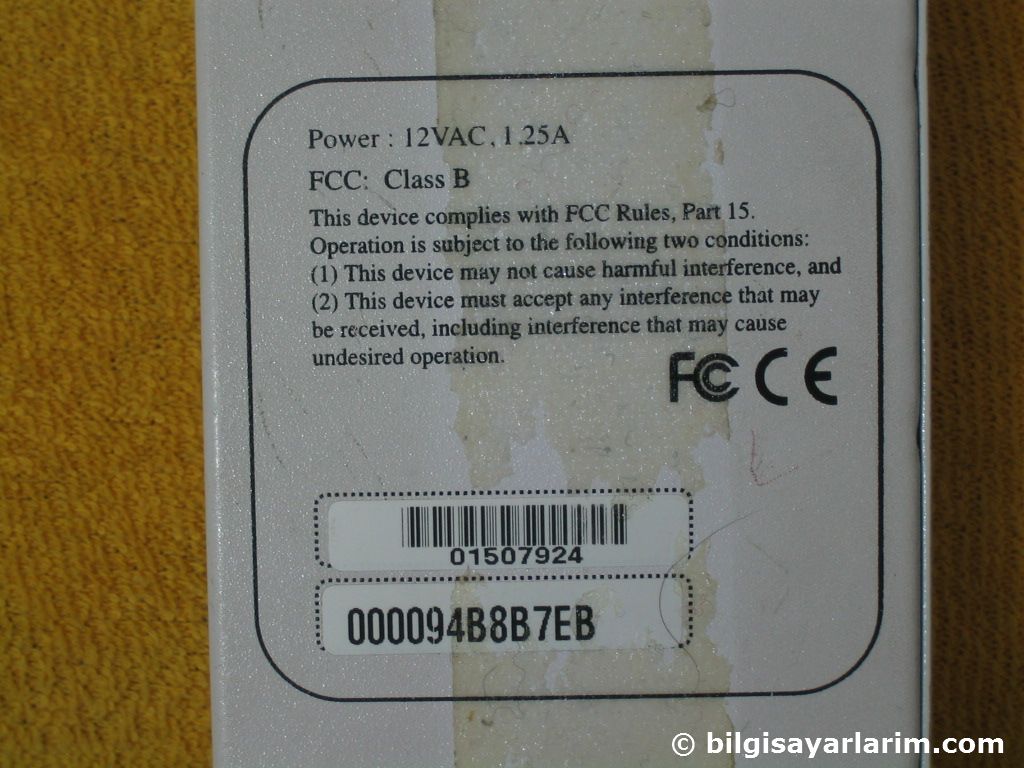 Power : 12VAC, 1.25A
FCC: Class B
This device complies with FCC Rules, Part 15.
Operation is subject to the following two conditions:
(1) This device may not cause harmful interference, and
(2) This device must accept any interference that may
be received, including interference that may cause
undesired operation.
FC CE
01507924
000094B8B7EB
© bilgisayarlarim.com